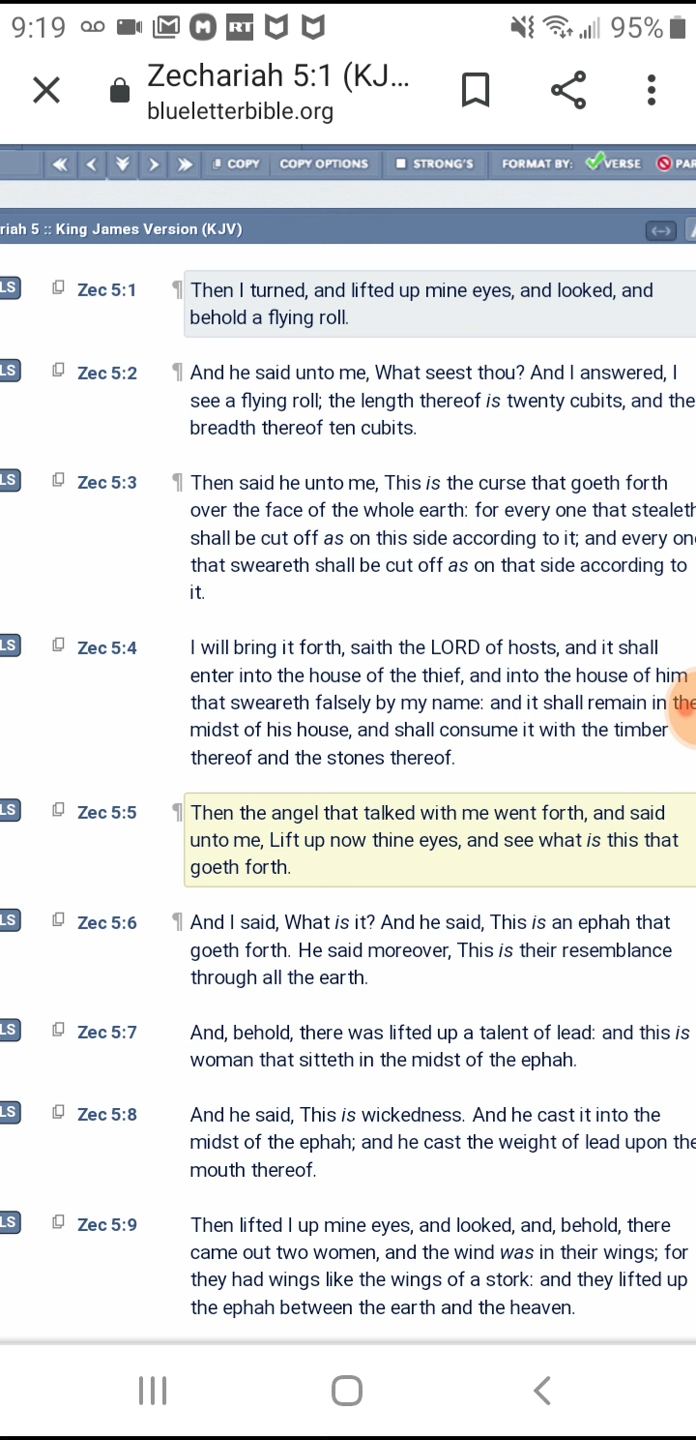 9:19
RT
95%
Zechariah 5:1 (KJ...
blueletterbible.org
COPY COPY OPTIONS STRONG'S FORMAT BY: VERSE PAR
riah 5 :: King James Version (KJV)
LS Zec 5:1 ¶ Then I turned, and lifted up mine eyes, and looked, and
behold a flying roll.
LS Zec 5:2 ¶ And he said unto me, What seest thou? And I answered, I
see a flying roll; the length thereof is twenty cubits, and the
breadth thereof ten cubits.
LS Zec 5:3 ¶ Then said he unto me, This is the curse that goeth forth
over the face of the whole earth: for every one that stealeth
shall be cut off as on this side according to it; and every on
that sweareth shall be cut off as on that side according to
it.
LS Zec 5:4 I will bring it forth, saith the LORD of hosts, and it shall
enter into the house of the thief, and into the house of him
that sweareth falsely by my name: and it shall remain in the
midst of his house, and shall consume it with the timber
thereof and the stones thereof.
LS Zec 5:5 ¶ Then the angel that talked with me went forth, and said
unto me, Lift up now thine eyes, and see what is this that
goeth forth.
LS Zec 5:6 ¶ And I said, What is it? And he said, This is an ephah that
goeth forth. He said moreover, This is their resemblance
through all the earth.
LS Zec 5:7 And, behold, there was lifted up a talent of lead: and this is
woman that sitteth in the midst of the ephah.
LS Zec 5:8 And he said, This is wickedness. And he cast it into the
midst of the ephah; and he cast the weight of lead upon the
mouth thereof.
LS Zec 5:9 Then lifted I up mine eyes, and looked, and, behold, there
came out two women, and the wind was in their wings; for
they had wings like the wings of a stork: and they lifted up
the ephah between the earth and the heaven.